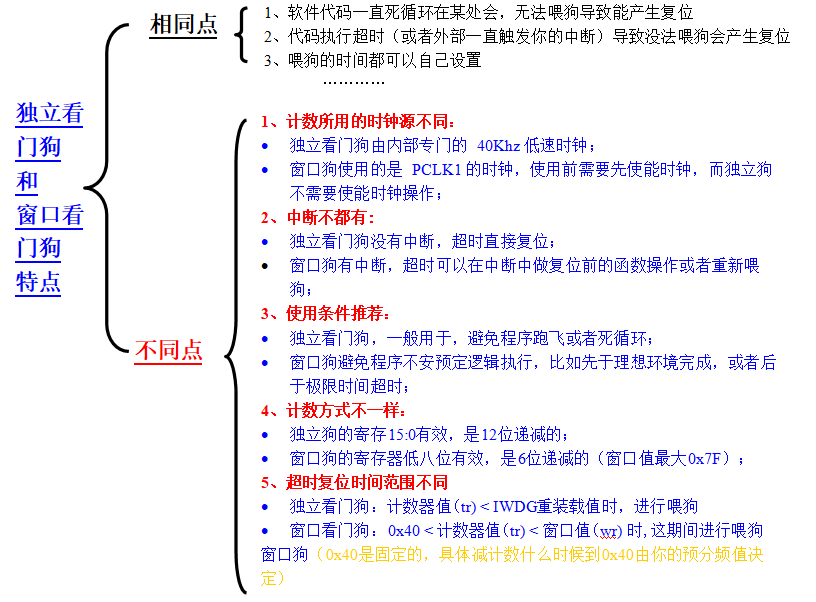 独立看
门狗
和
窗口看
门狗
特点
相同点
1、软件代码一直死循环在某处会，无法喂狗导致能产生复位
2、代码执行超时（或者外部一直触发你的中断）导致没法喂狗会产生复位
3、喂狗的时间都可以自己设置
…………
不同点
1、计数所用的时钟源不同：
• 独立看门狗由内部专门的 40Khz 低速时钟；
• 窗口狗使用的是 PCLK1 的时钟，使用前需要先使能时钟，而独立狗
不需要使能时钟操作；
2、中断不都有:
• 独立看门狗没有中断，超时直接复位；
• 窗口狗有中断，超时可以在中断中做复位前的函数操作或者重新喂
狗；
3、使用条件推荐：
• 独立看门狗，一般用于，避免程序跑飞或者死循环；
• 窗口狗避免程序不安预定逻辑执行，比如先于理想环境完成，或者后
于极限时间超时；
4、计数方式不一样：
• 独立狗的寄存15:0有效，是12位递减的；
• 窗口狗的寄存器低八位有效，是6位递减的（窗口值最大0x7F）；
5、超时复位时间范围不同
• 独立看门狗：计数器值(tr) < IWDG重装载值时，进行喂狗
• 窗口看门狗：0x40 < 计数器值(tr) < 窗口值(wr) 时,这期间进行喂狗
窗口狗（0x40是固定的，具体减计数什么时候到0x40由你的预分频值决
定）